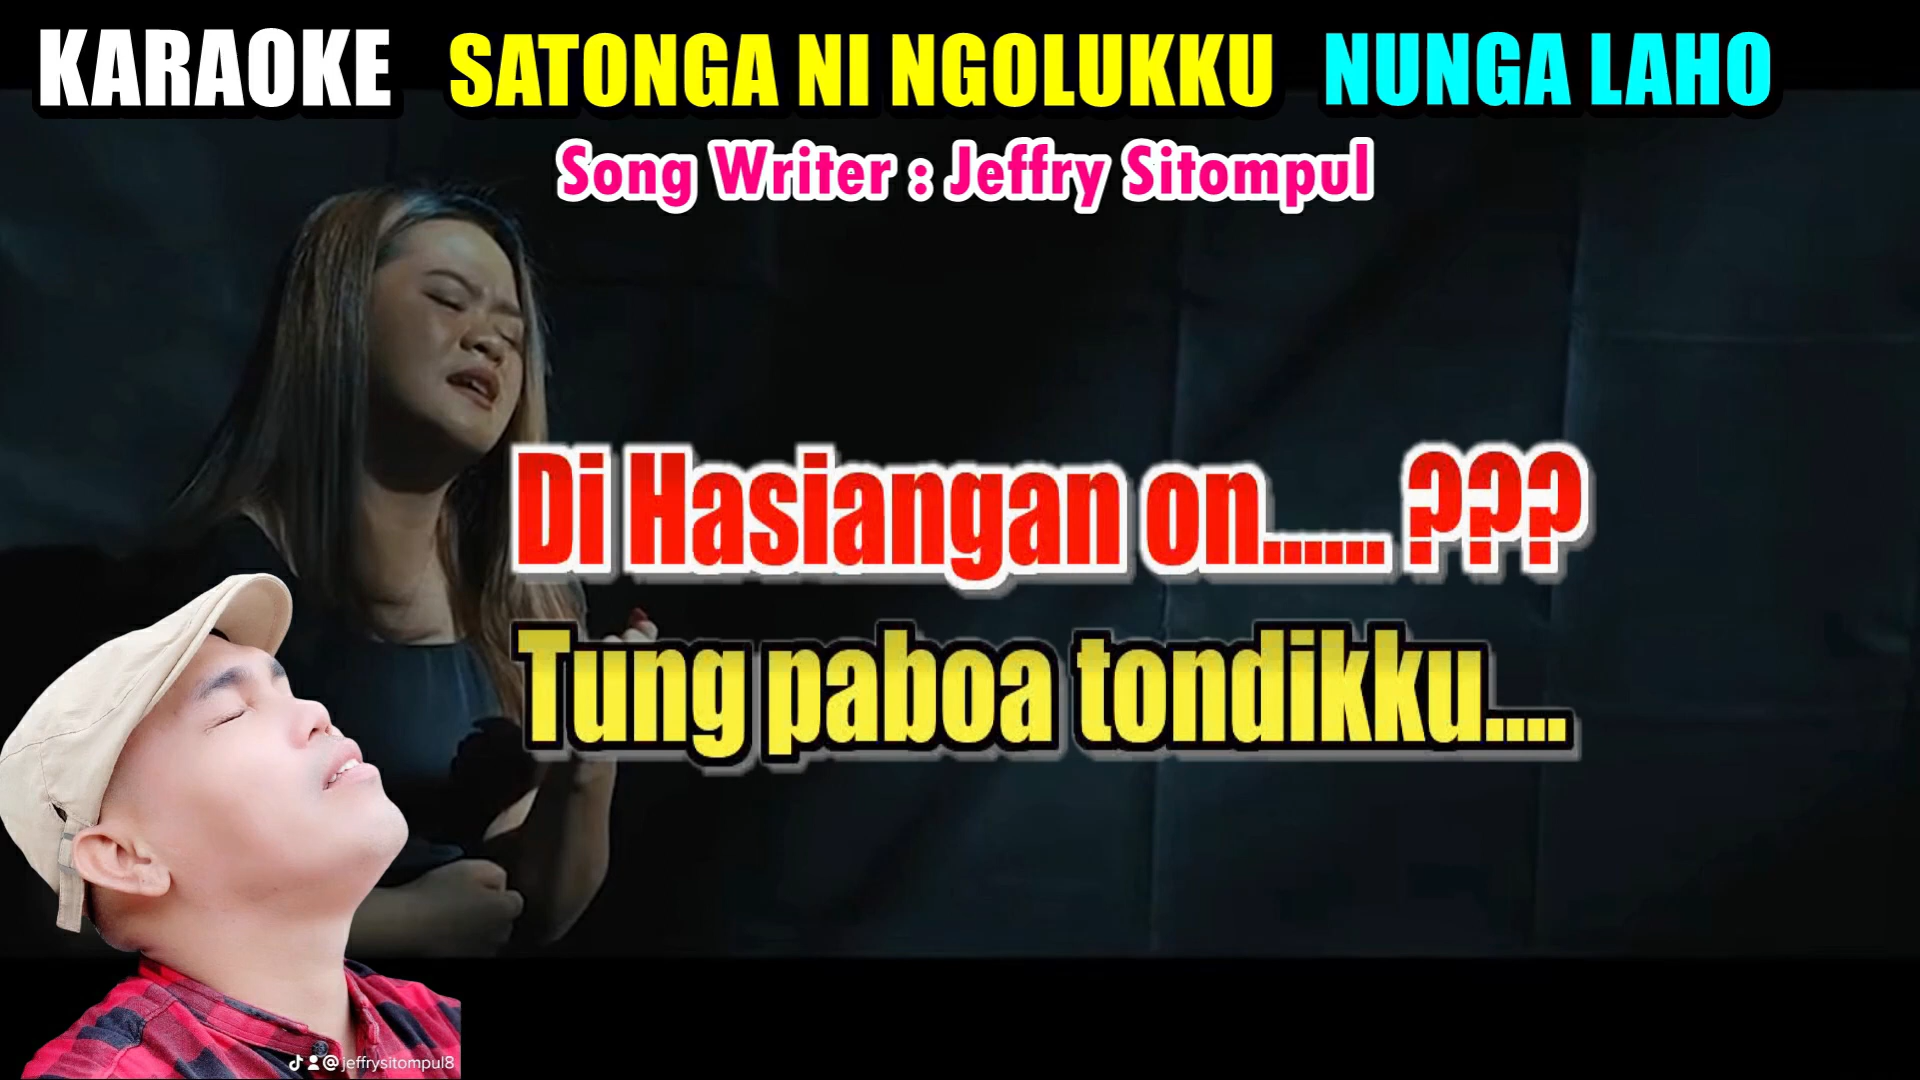 KARAOKE SATONGA NI NGOLUKKU NUNGA LAHO
Song Writer : Jeffry Sitompul
Di Hasiangan on...... ???
Tung paboa tondikku....
@jeffrysitompul8